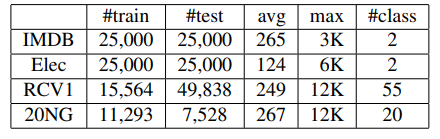 #train #test avg max #class
IMDB 25,000 25,000 265 3K 2
Elec 25,000 25,000 124 6K 2
RCV1 15,564 49,838 249 12K 55
20NG 11,293 7,528 267 12K 20